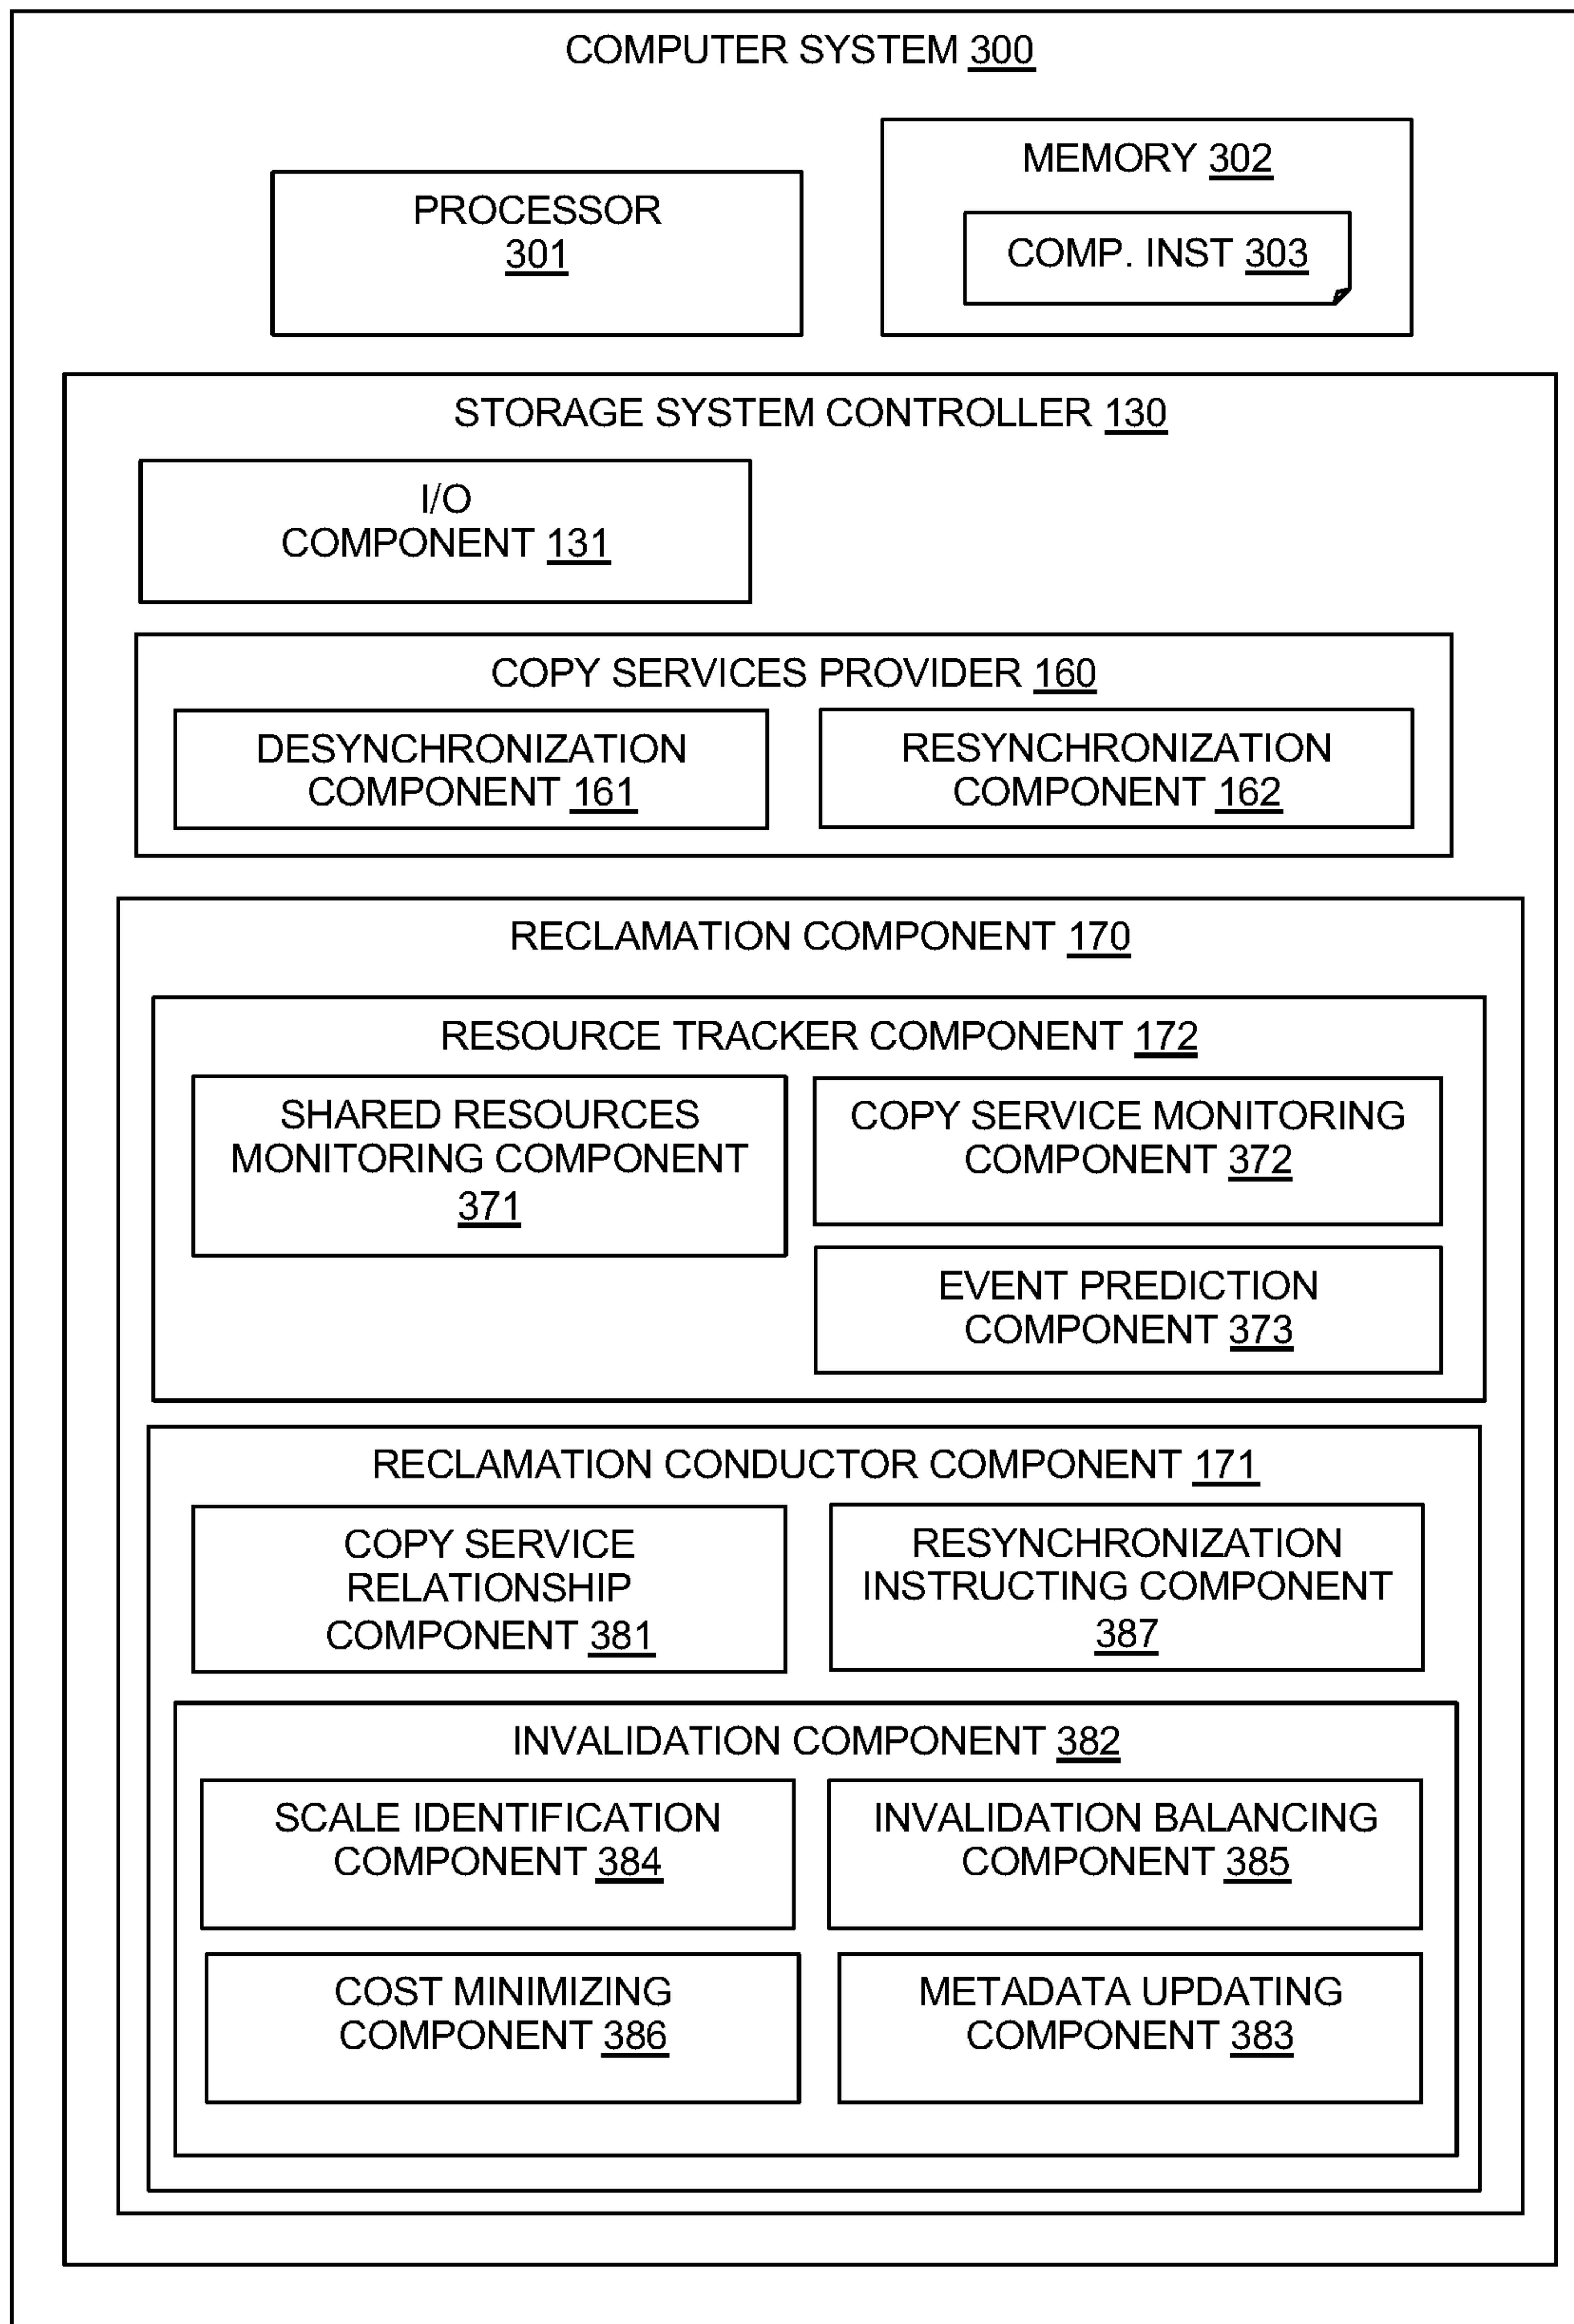 COMPUTER SYSTEM 300
PROCESSOR
301
MEMORY 302
COMP. INST 303
STORAGE SYSTEM CONTROLLER 130
I/O
COMPONENT 131
COPY SERVICES PROVIDER 160
DESYNCHRONIZATION
COMPONENT 161
RESYNCHRONIZATION
COMPONENT 162
RECLAMATION COMPONENT 170
RESOURCE TRACKER COMPONENT 172
SHARED RESOURCES
MONITORING COMPONENT
371
COPY SERVICE MONITORING
COMPONENT 372
EVENT PREDICTION
COMPONENT 373
RECLAMATION CONDUCTOR COMPONENT 171
COPY SERVICE
RELATIONSHIP
COMPONENT 381
RESYNCHRONIZATION
INSTRUCTING COMPONENT
387
INVALIDATION COMPONENT 382
SCALE IDENTIFICATION
COMPONENT 384
INVALIDATION BALANCING
COMPONENT 385
COST MINIMIZING
COMPONENT 386
METADATA UPDATING
COMPONENT 383